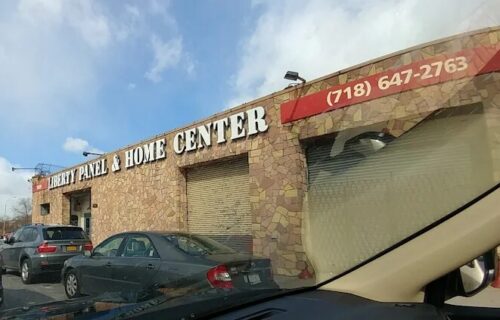 LIBERTY PANEL & HOME CENTER
(718) 647-2763